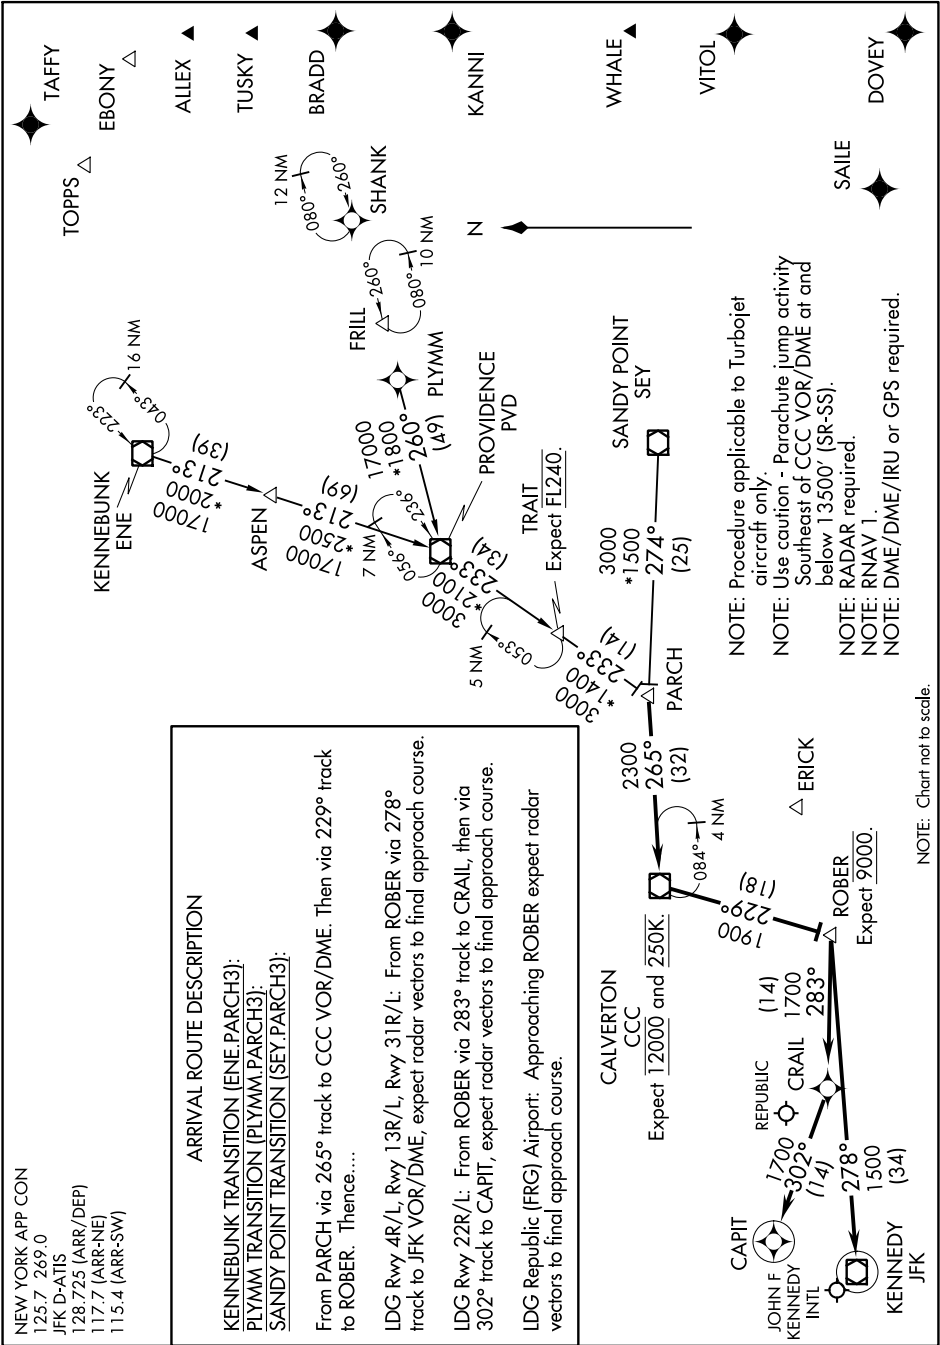 NEW YORK APP CON
125.7 269.0
JFK D-ATIS
128.725 (ARR/DEP)
117.7 (ARR-NE)
115.4 (ARR-SW)
ARRIVAL ROUTE DESCRIPTION
KENNEBUNK TRANSITION (ENE.PARCH3):
PLYMM TRANSITION (PLYMM.PARCH3):
SANDY POINT TRANSITION (SEY.PARCH3):
From PARCH via 265° track to CCC VOR/DME. Then via 229° track
to ROBER. Thence....
LDG Rwy 4R/L, Rwy 13R/L, Rwy 31R/L: From ROBER via 278°
track to JFK VOR/DME, expect radar vectors to final approach course.
LDG Rwy 22R/L: From ROBER via 283° track to CRAIL, then via
302° track to CAPIT, expect radar vectors to final approach course.
LDG Republic (FRG) Airport: Approaching ROBER expect radar
vectors to final approach course.
TOPPS
TAFFY
EBONY
ALLEX
TUSKY
BRADD
KANNI
WHALE
VITOL
DOVEY
SAILE
N
12 NM
080°
260°
SHANK
FRILL
260°
080°
10 NM
16 NM
223°
043°
KENNEBUNK
ENE
17000
*2000
213°
(39)
ASPEN
17000
*2500
213°
(69)
PLYMM
17000
*1800
260°
(49)
7 NM
236°
056°
PROVIDENCE
PVD
3000
*2100
233°
(34)
TRAIT
Expect FL240.
5 NM
053°
3000
*1400
233°
(14)
SANDY POINT
SEY
3000
*1500
274°
(25)
PARCH
2300
265°
(32)
084°
4 NM
CALVERTON
CCC
Expect 12000 and 250K.
1900
229°
(18)
ERICK
ROBER
Expect 9000.
(14)
1700
283°
CRAIL
REPUBLIC
1700
302°
(14)
CAPIT
278°
1500
(34)
JOHN F
KENNEDY
INTL
KENNEDY
JFK
NOTE: Procedure applicable to Turbojet
aircraft only.
NOTE: Use caution - Parachute jump activity
Southeast of CCC VOR/DME at and
below 13500' (SR-SS).
NOTE: RADAR required.
NOTE: RNAV 1.
NOTE: DME/DME/IRU or GPS required.
NOTE: Chart not to scale.